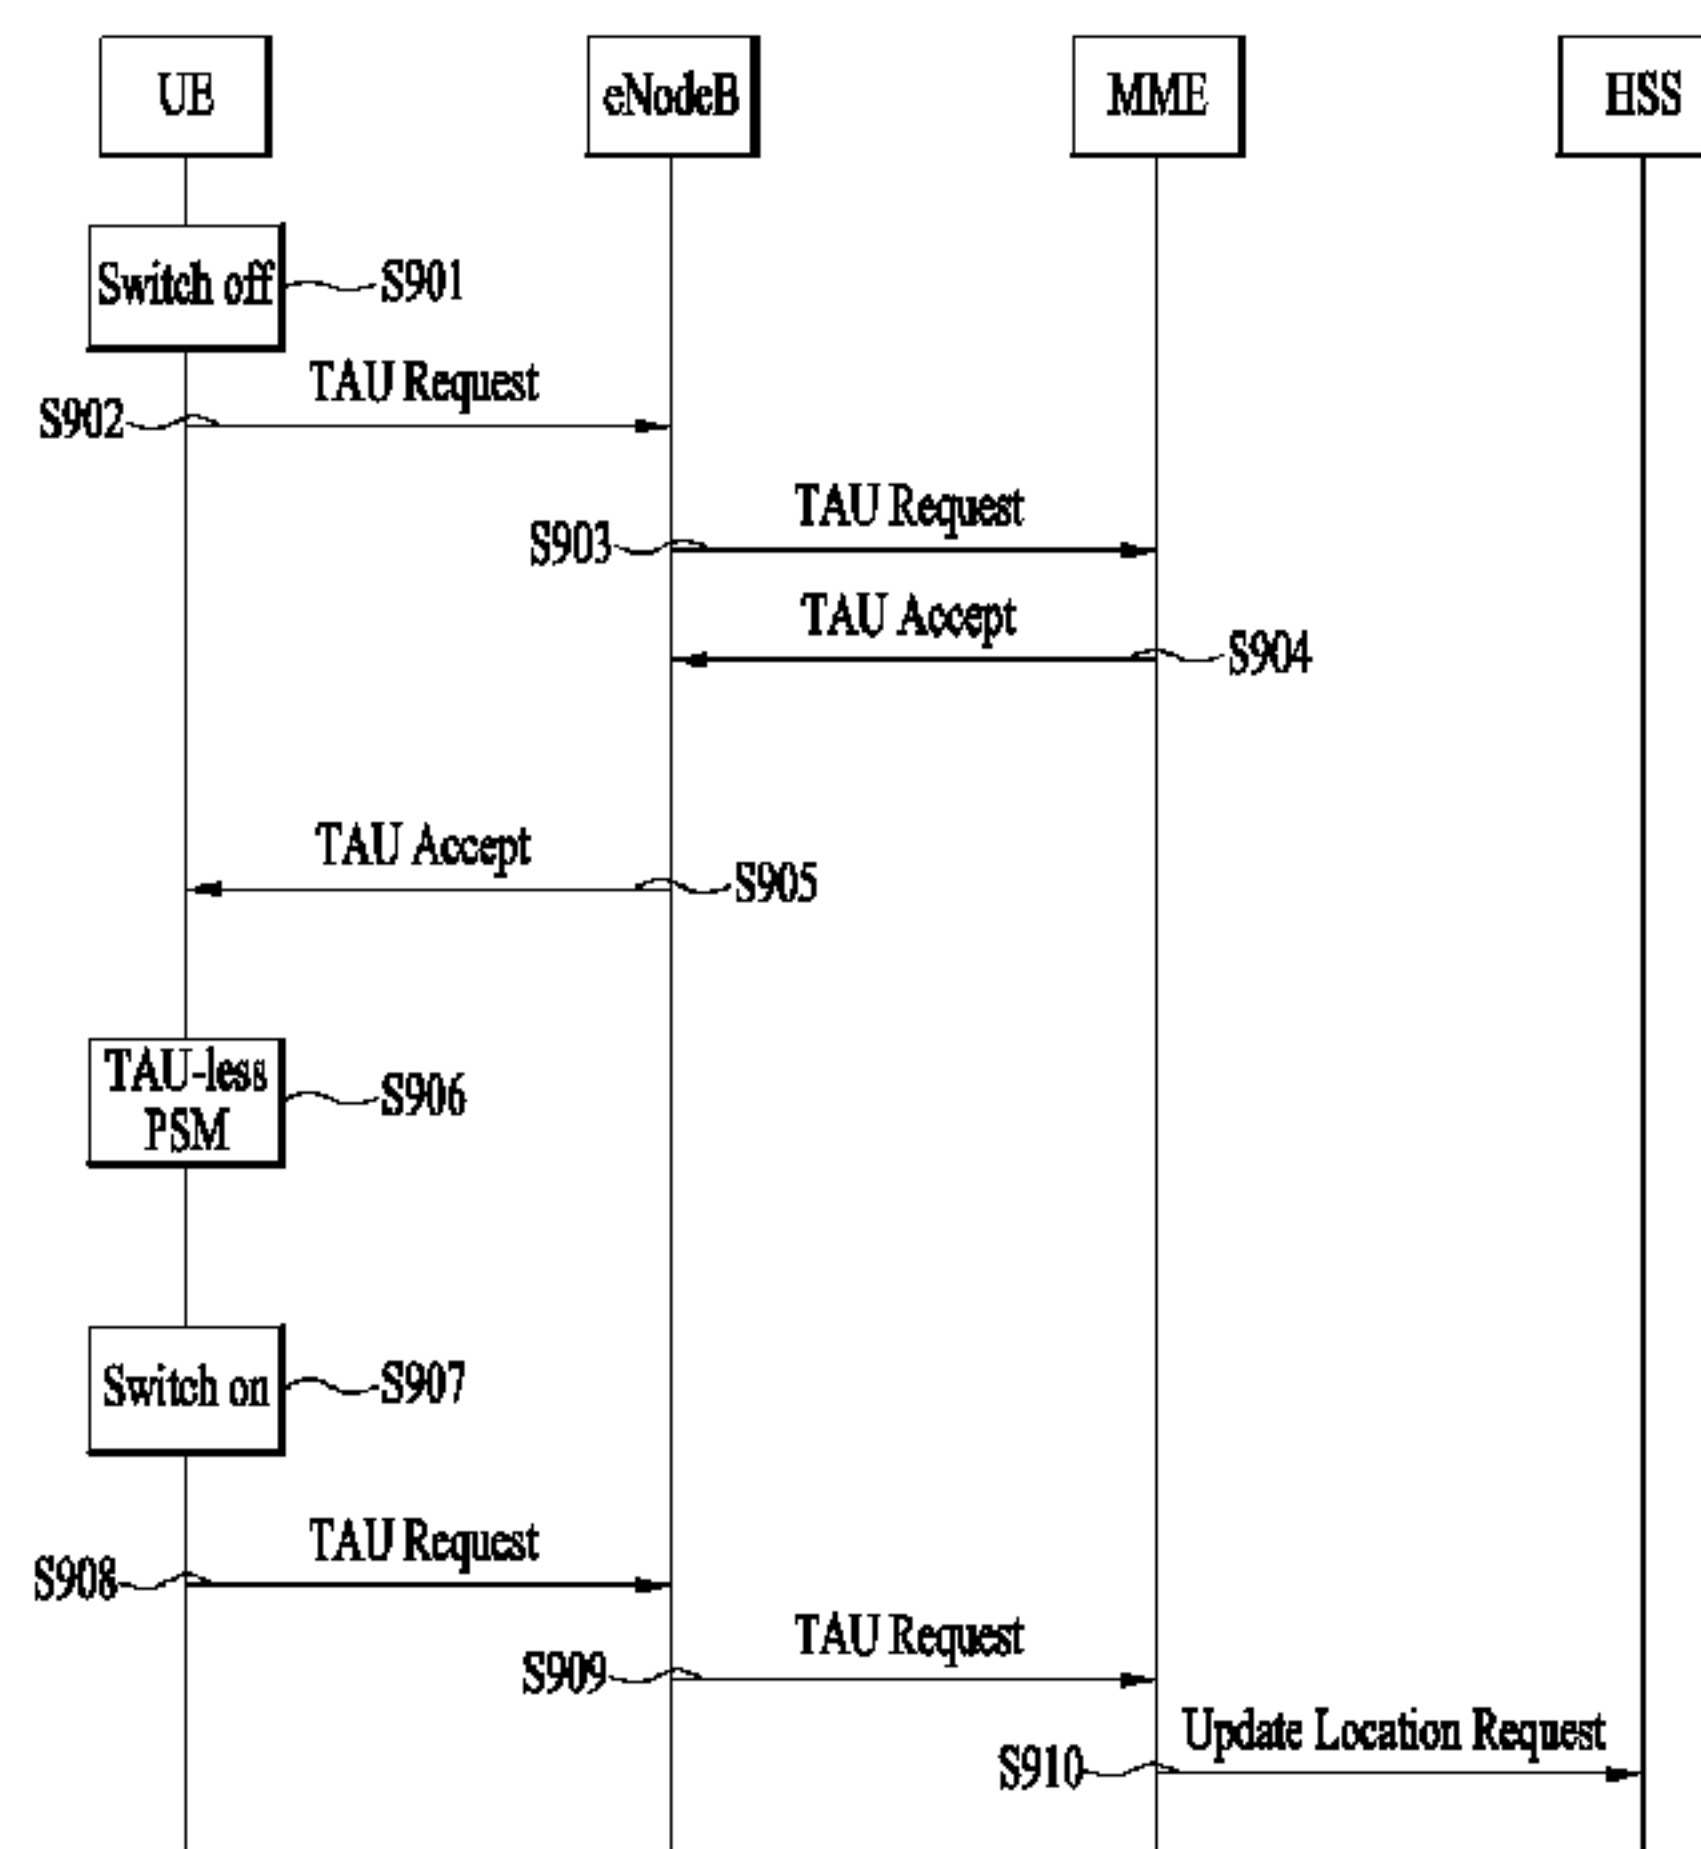 UE
eNodeB
MME
HSS
Switch off
S901
TAU Request
S902
TAU Request
S903
TAU Accept
S904
TAU Accept
S905
TAU-less
PSM
S906
Switch on
S907
TAU Request
S908
TAU Request
S909
Update Location Request
S910